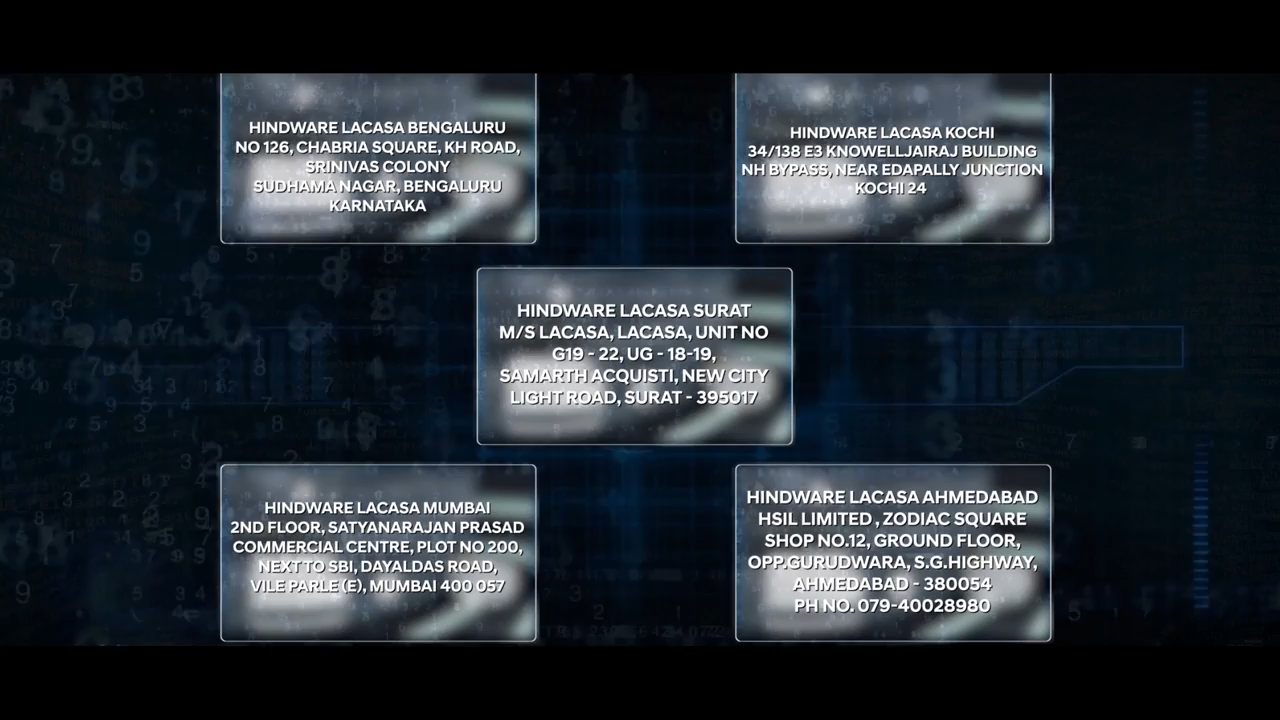 HINDWARE LACASA BENGALURU
NO 126, CHABRIA SQUARE, KH ROAD,
SRINIVAS COLONY
SUDHAMA NAGAR, BENGALURU
KARNATAKA
HINDWARE LACASA KOCHI
34/138 E3 KNOWELLJAIRAJ BUILDING
NH BYPASS, NEAR EDAPALLY JUNCTION
KOCHI 24
HINDWARE LACASA SURAT
M/S LACASA, LACASA, UNIT NO
G19 - 22, UG - 18-19,
SAMARTH ACQUISTI, NEW CITY
LIGHT ROAD, SURAT - 395017
HINDWARE LACASA MUMBAI
2ND FLOOR, SATYANARAJAN PRASAD
COMMERCIAL CENTRE, PLOT NO 200,
NEXT TO SBI, DAYALDAS ROAD,
VILE PARLE (E), MUMBAI 400 057
HINDWARE LACASA AHMEDABAD
HSIL LIMITED , ZODIAC SQUARE
SHOP NO.12, GROUND FLOOR,
OPP.GURUDWARA, S.G.HIGHWAY,
AHMEDABAD - 380054
PH NO. 079-40028980